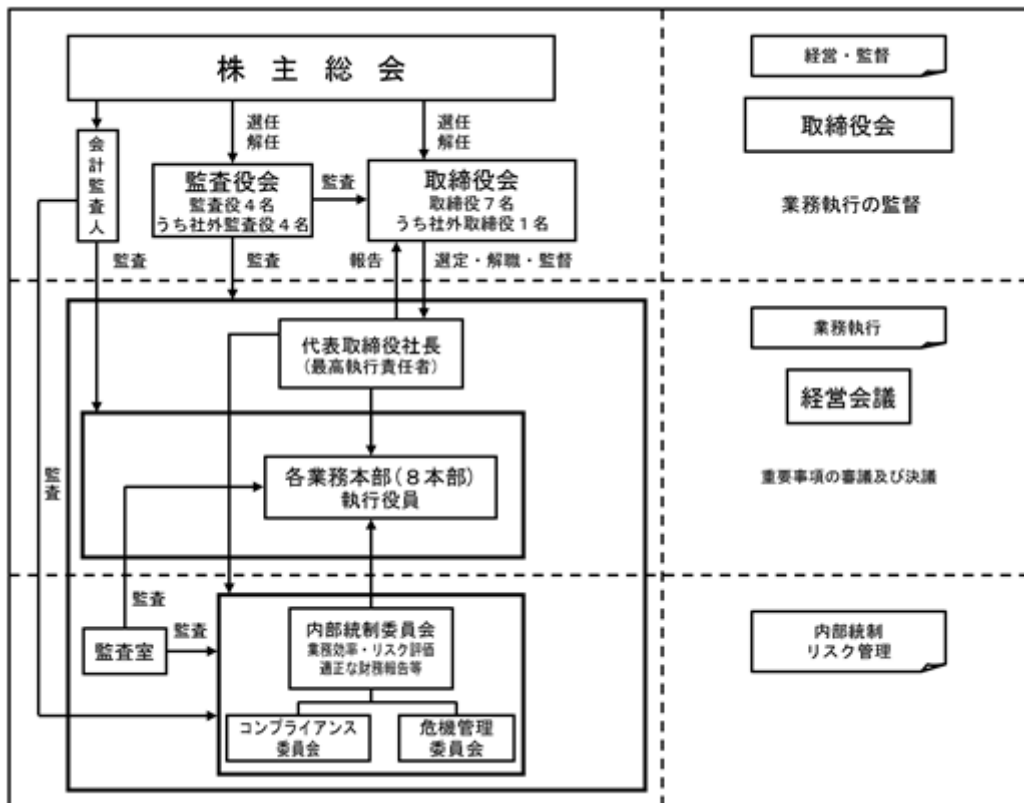 株主総会
経営・監督
取締役会
業務執行の監督
選任
解任
選任
解任
会計監査人
監査役会
監査役4名
うち社外監査役4名
監査
取締役会
取締役7名
うち社外取締役1名
監査
監査
報告
選定・解職・監督
代表取締役社長
(最高執行責任者)
業務執行
経営会議
重要事項の審議及び決議
監査
各業務本部(8本部)
執行役員
監査
監査
監査室
内部統制委員会
業務効率・リスク評価
適正な財務報告等
コンプライアンス
委員会
危機管理
委員会
内部統制
リスク管理